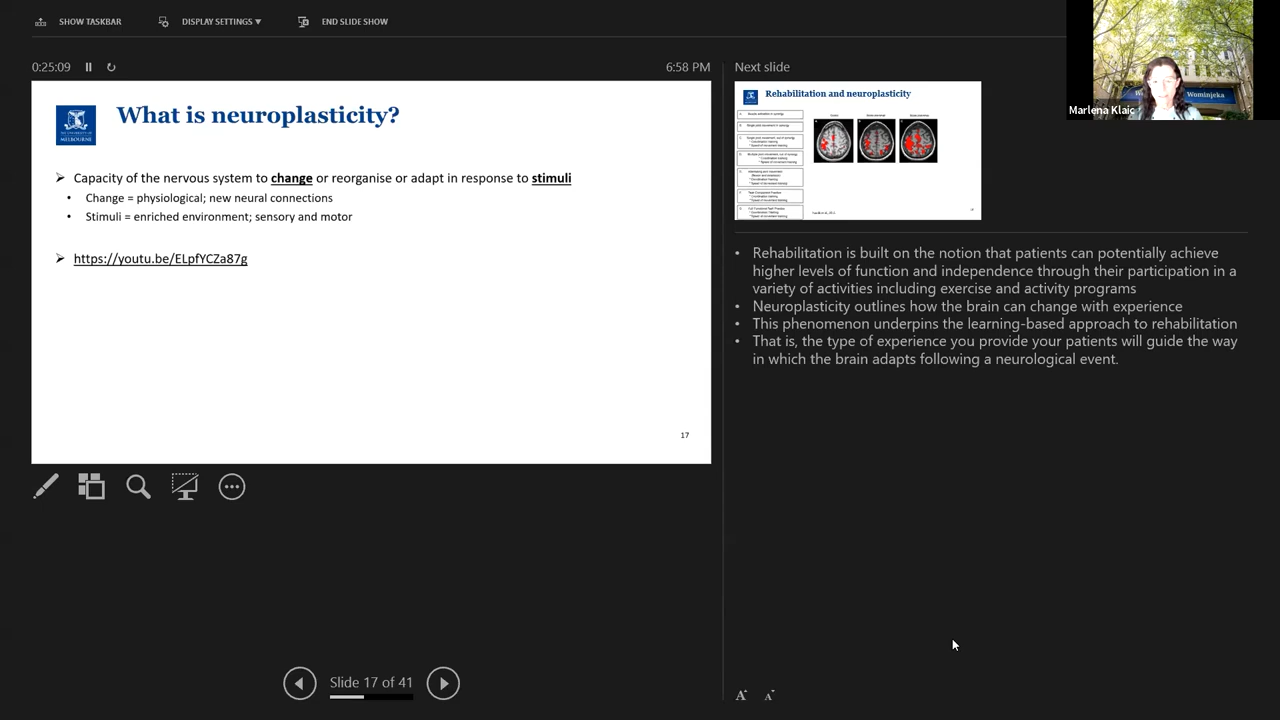 SHOW TASKBAR
DISPLAY SETTINGS ▼
END SLIDE SHOW
0:25:09
6:58 PM
Next slide
THE UNIVERSITY OF
MELBOURNE
What is neuroplasticity?
Capacity of the nervous system to change or reorganise or adapt in response to stimuli
Change = physiological; new neural connections
• Stimuli = enriched environment; sensory and motor
➤ https://youtu.be/ELpfYCZa87g
17
Rehabilitation and neuroplasticity
Marlena Klaic
Wominjeka
• Rehabilitation is built on the notion that patients can potentially achieve
higher levels of function and independence through their participation in a
variety of activities including exercise and activity programs
• Neuroplasticity outlines how the brain can change with experience
• This phenomenon underpins the learning-based approach to rehabilitation
• That is, the type of experience you provide your patients will guide the way
in which the brain adapts following a neurological event.
Slide 17 of 41
A
A